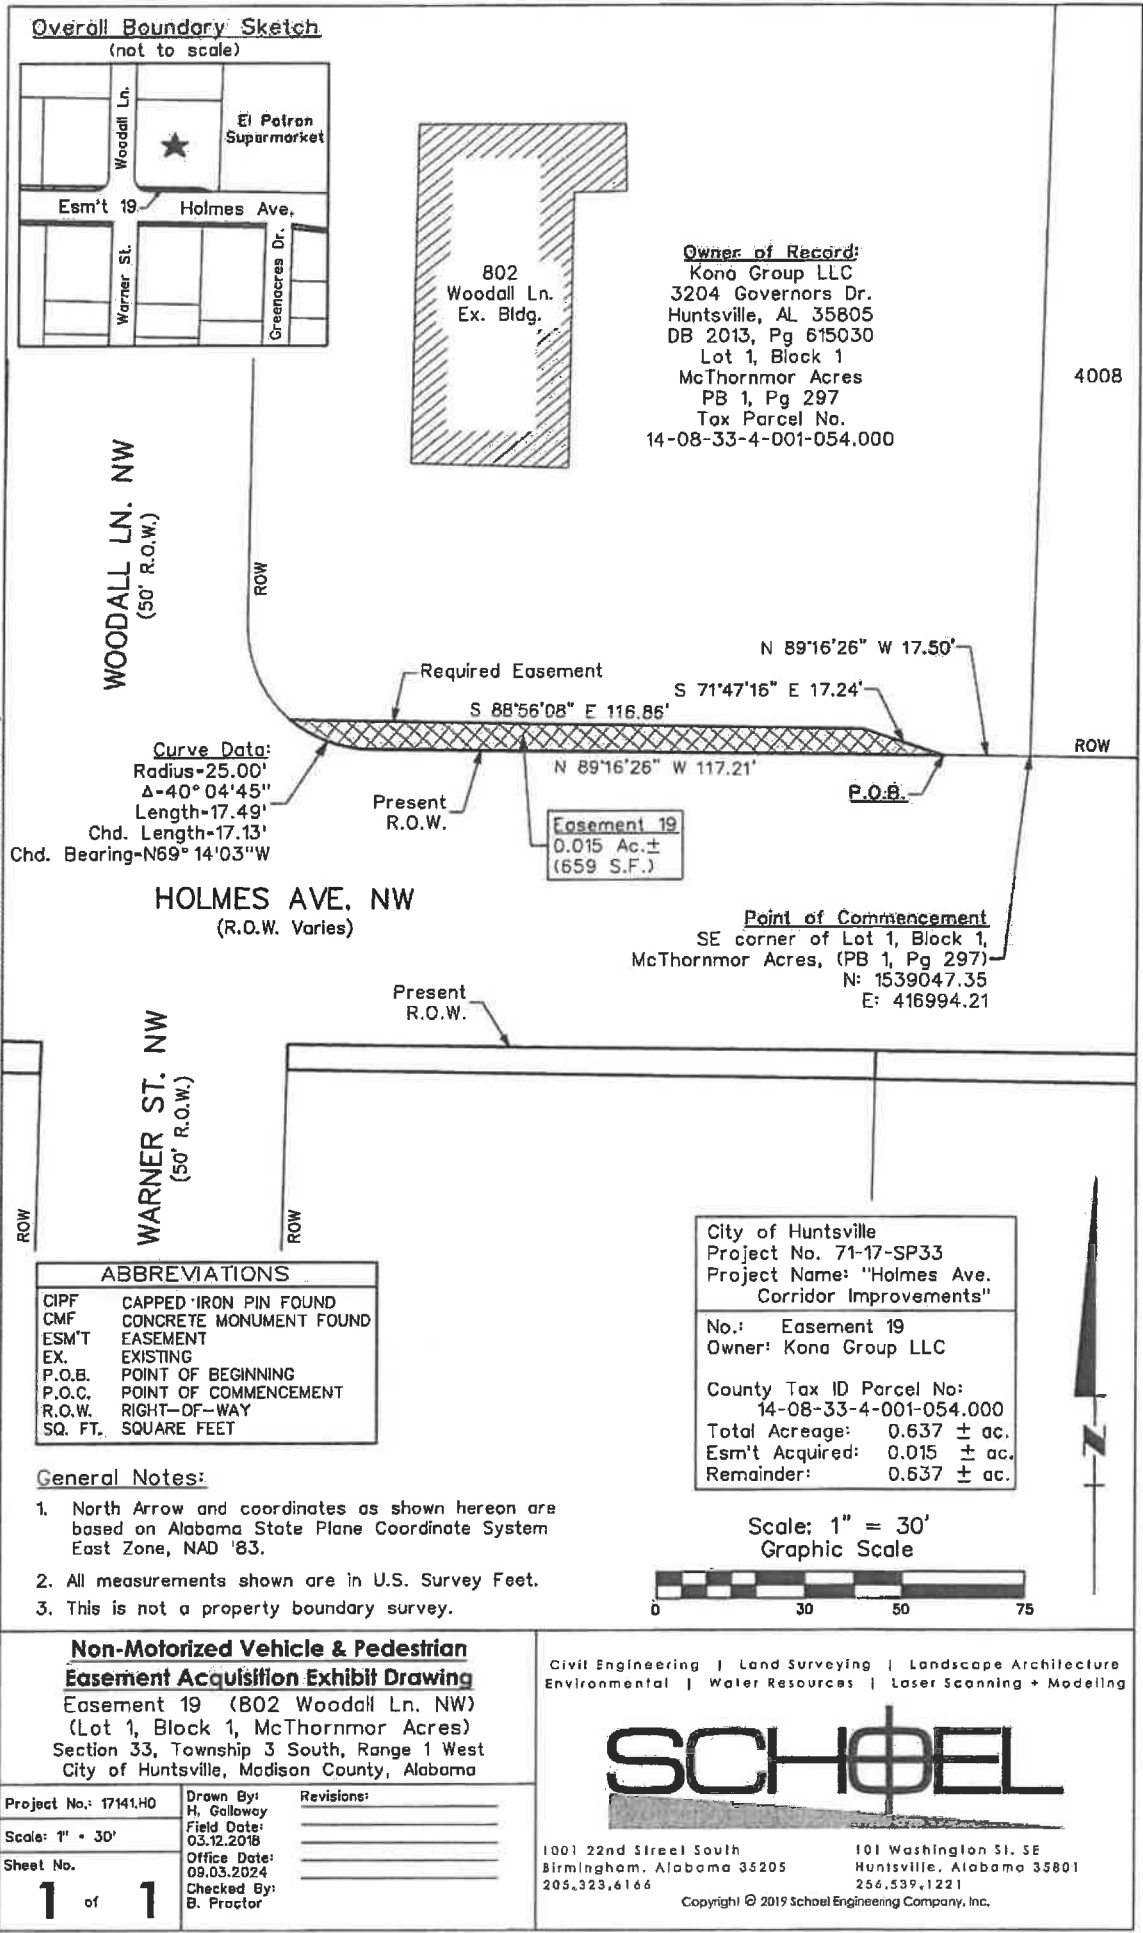 Overall Boundary Sketch
(not to scale)
Woodall Ln.
El Patron
Supermarket
Esm't 19
Holmes Ave.
Warner St.
Greenacres Dr.
802
Woodall Ln.
Ex. Bldg.
Owner of Record:
Kona Group LLC
3204 Governors Dr.
Huntsville, AL 35805
DB 2013, Pg 615030
Lot 1, Block 1
McThornmor Acres
PB 1, Pg 297
Tax Parcel No.
14-08-33-4-001-054.000
4008
WOODALL LN. NW
(50' R.O.W.)
ROW
N 89°16'26" W 17.50'
Required Easement
S 71°47'16" E 17.24'
S 88°56'08" E 116.86'
ROW
N 89°16'26" W 117.21'
P.O.B.
Curve Data:
Radius=25.00'
Δ=40° 04'45"
Length=17.49'
Chd. Length=17.13'
Chd. Bearing=N69° 14'03"W
Present
R.O.W.
Easement 19
0.015 Ac.±
(659 S.F.)
HOLMES AVE. NW
(R.O.W. Varies)
Point of Commencement
SE corner of Lot 1, Block 1,
McThornmor Acres, (PB 1, Pg 297)
N: 1539047.35
E: 416994.21
Present
R.O.W.
WARNER ST. NW
(50' R.O.W.)
ROW
ROW
ABBREVIATIONS
CIPF CAPPED IRON PIN FOUND
CMF CONCRETE MONUMENT FOUND
ESM'T EASEMENT
EX. EXISTING
P.O.B. POINT OF BEGINNING
P.O.C. POINT OF COMMENCEMENT
R.O.W. RIGHT-OF-WAY
SQ. FT. SQUARE FEET
City of Huntsville
Project No. 71-17-SP33
Project Name: "Holmes Ave.
Corridor Improvements"
No.: Easement 19
Owner: Kona Group LLC
County Tax ID Parcel No:
14-08-33-4-001-054.000
Total Acreage: 0.637 ± ac.
Esm't Acquired: 0.015 ± ac.
Remainder: 0.637 ± ac.
N
General Notes:
1. North Arrow and coordinates as shown hereon are
based on Alabama State Plane Coordinate System
East Zone, NAD '83.
2. All measurements shown are in U.S. Survey Feet.
3. This is not a property boundary survey.
Scale: 1" = 30'
Graphic Scale
0 30 50 75
Non-Motorized Vehicle & Pedestrian
Easement Acquisition Exhibit Drawing
Easement 19 (802 Woodall Ln. NW)
(Lot 1, Block 1, McThornmor Acres)
Section 33, Township 3 South, Range 1 West
City of Huntsville, Madison County, Alabama
Project No.: 17141.H0
Scale: 1" = 30'
Sheet No.
1 of 1
Drawn By:
H. Galloway
Field Date:
03.12.2018
Office Date:
09.03.2024
Checked By:
B. Proctor
Revisions:
Civil Engineering | Land Surveying | Landscape Architecture
Environmental | Water Resources | Laser Scanning + Modeling
SCHOEL
1001 22nd Street South
Birmingham, Alabama 35205
205.323.6166
101 Washington St. SE
Huntsville, Alabama 35801
256.539.1221
Copyright © 2019 Schoel Engineering Company, Inc.